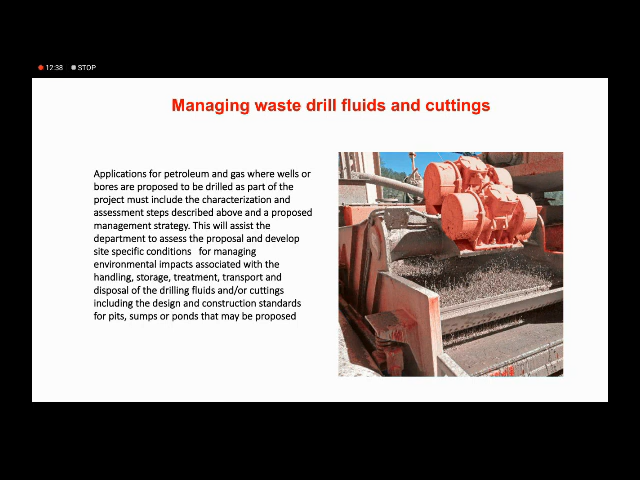 12:38 STOP
Managing waste drill fluids and cuttings
Applications for petroleum and gas where wells or
bores are proposed to be drilled as part of the
project must include the characterization and
assessment steps described above and a proposed
management strategy. This will assist the
department to assess the proposal and develop
site specific conditions   for managing
environmental impacts associated with the
handling, storage, treatment, transport and
disposal of the drilling fluids and/or cuttings
including the design and construction standards
for pits, sumps or ponds that may be proposed